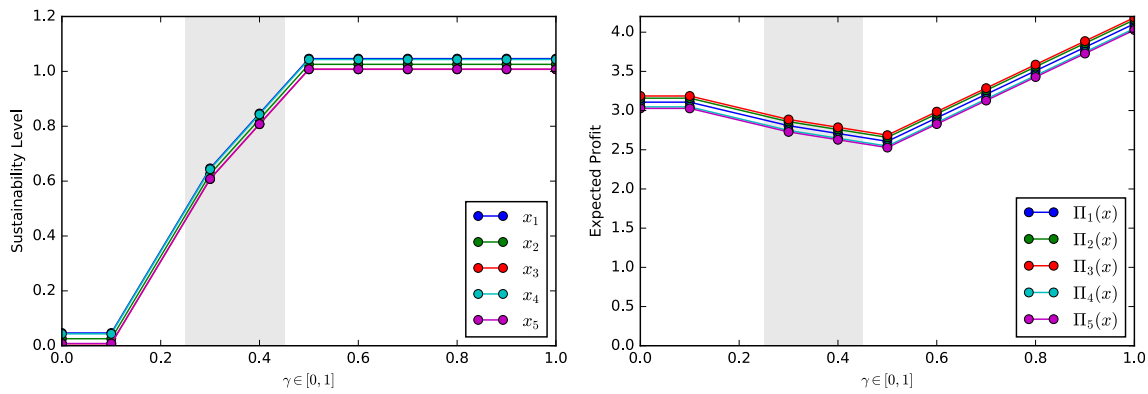 1.2
1.0
0.8
0.6
0.4
0.2
0.0
Sustainability Level
0.0 0.2 0.4 0.6 0.8 1.0
γ ∈ [0, 1]
x₁
x₂
x₃
x₄
x₅
4.0
3.5
3.0
2.5
2.0
1.5
1.0
0.5
0.0
Expected Profit
0.0 0.2 0.4 0.6 0.8 1.0
γ ∈ [0, 1]
Π₁(x)
Π₂(x)
Π₃(x)
Π₄(x)
Π₅(x)